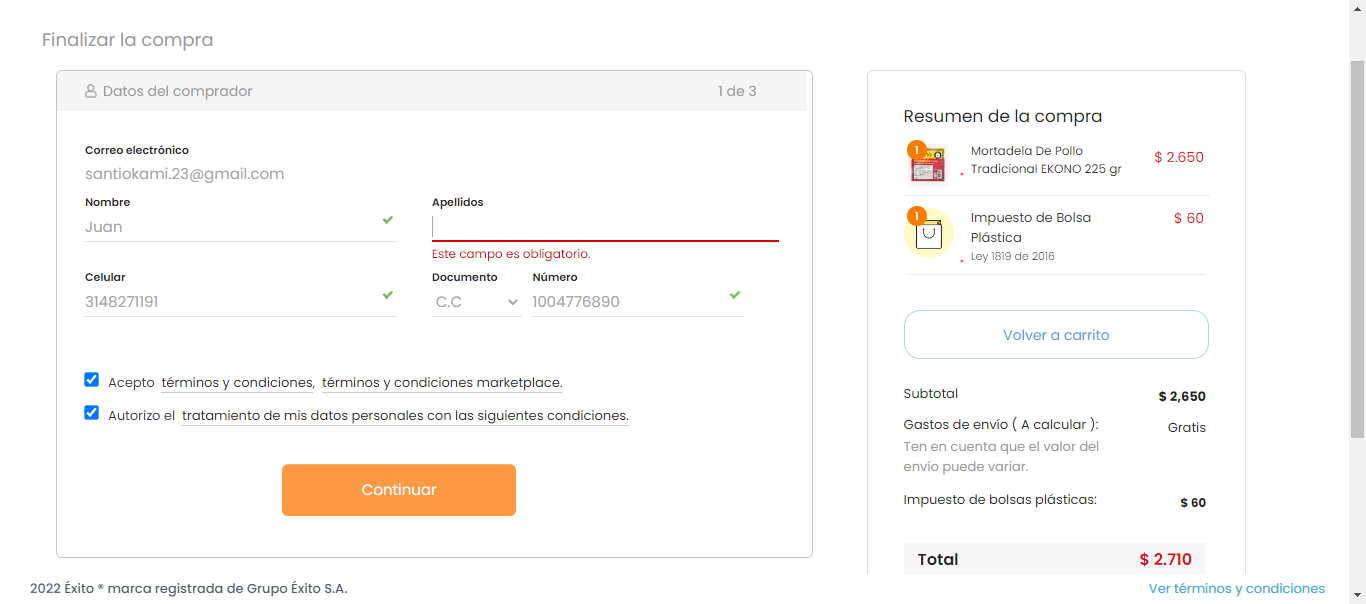 Finalizar la compra
Datos del comprador 1 de 3
Correo electrónico
santiokami.23@gmail.com
Nombre
Juan
Apellidos
Este campo es obligatorio.
Celular
3148271191
Documento
C.C
Número
1004776890
Acepto términos y condiciones, términos y condiciones marketplace.
Autorizo el tratamiento de mis datos personales con las siguientes condiciones.
Continuar
Resumen de la compra
1
Mortadela De Pollo
Tradicional EKONO 225 gr
$ 2.650
1
Impuesto de Bolsa
Plástica
Ley 1819 de 2016
$ 60
Volver a carrito
Subtotal $ 2,650
Gastos de envío ( A calcular ): Gratis
Ten en cuenta que el valor del
envío puede variar.
Impuesto de bolsas plásticas: $ 60
Total $ 2.710
2022 Éxito ® marca registrada de Grupo Éxito S.A.
Ver términos y condiciones